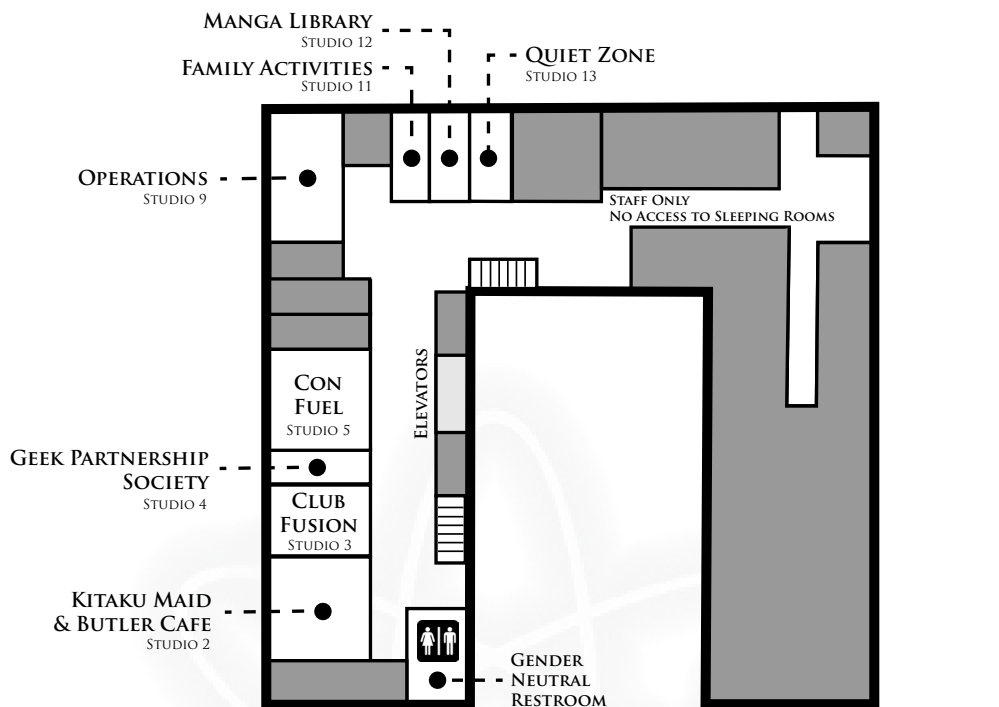 Manga Library
Studio 12
Family Activities
Studio 11
Quiet Zone
Studio 13
Operations
Studio 9
Staff Only
No Access to Sleeping Rooms
Elevators
Con
Fuel
Studio 5
Geek Partnership
Society
Studio 4
Club
Fusion
Studio 3
Kitaku Maid
& Butler Cafe
Studio 2
Gender
Neutral
Restroom